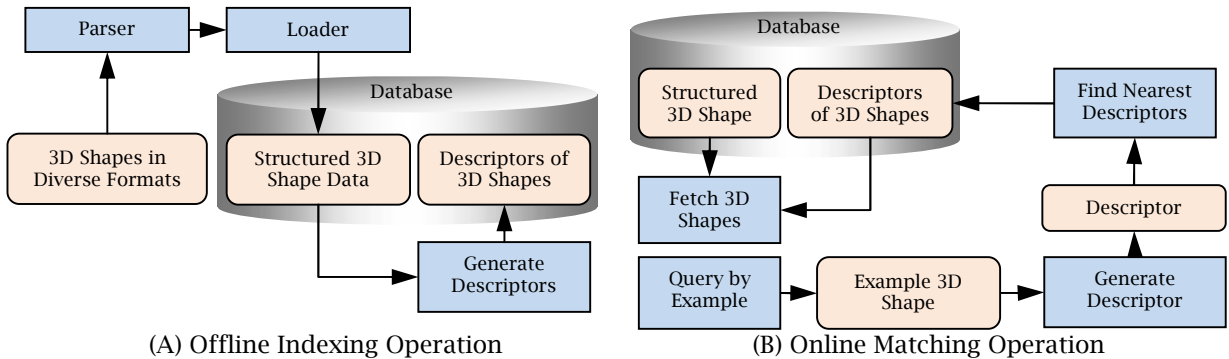 Parser
Loader
Database
3D Shapes in
Diverse Formats
Structured 3D
Shape Data
Descriptors of
3D Shapes
Generate
Descriptors
(A) Offline Indexing Operation
Database
Structured
3D Shape
Descriptors
of 3D Shapes
Find Nearest
Descriptors
Fetch 3D
Shapes
Descriptor
Query by
Example
Example 3D
Shape
Generate
Descriptor
(B) Online Matching Operation